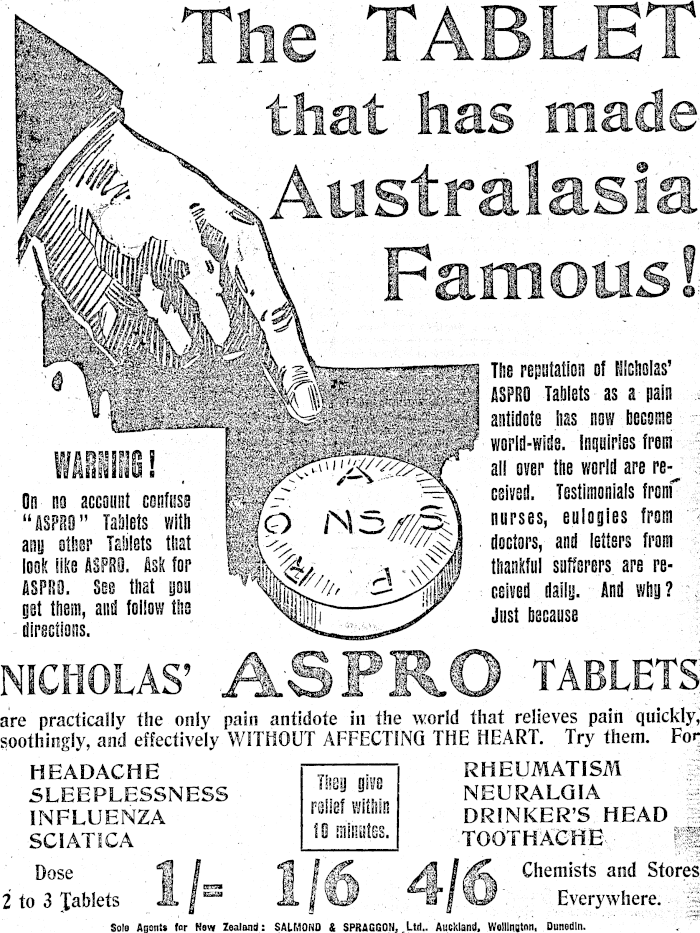 The TABLET
that has made
Australasia
Famous!
The reputation of Nicholas'
ASPRO Tablets as a pain
antidote has now become
world-wide. Inquiries from
all over the world are re-
ceived. Testimonials from
nurses, eulogies from
doctors, and letters from
thankful sufferers are re-
ceived daily. And why?
Just because
WARNING!
On no account confuse
"ASPRO" Tablets with
any other Tablets that
look like ASPRO. Ask for
ASPRO. See that you
get them, and follow the
directions.
A S P R O
NS
NICHOLAS' ASPRO TABLETS
are practically the only pain antidote in the world that relieves pain quickly,
soothingly, and effectively WITHOUT AFFECTING THE HEART. Try them. For
HEADACHE
SLEEPLESSNESS
INFLUENZA
SCIATICA
They give
relief within
10 minutes.
RHEUMATISM
NEURALGIA
DRINKER'S HEAD
TOOTHACHE
Dose
2 to 3 Tablets
1/= 1/6 4/6
Chemists and Stores
Everywhere.
Sole Agents for New Zealand: SALMOND & SPRAGGON, Ltd.. Auckland, Wellington, Dunedin.